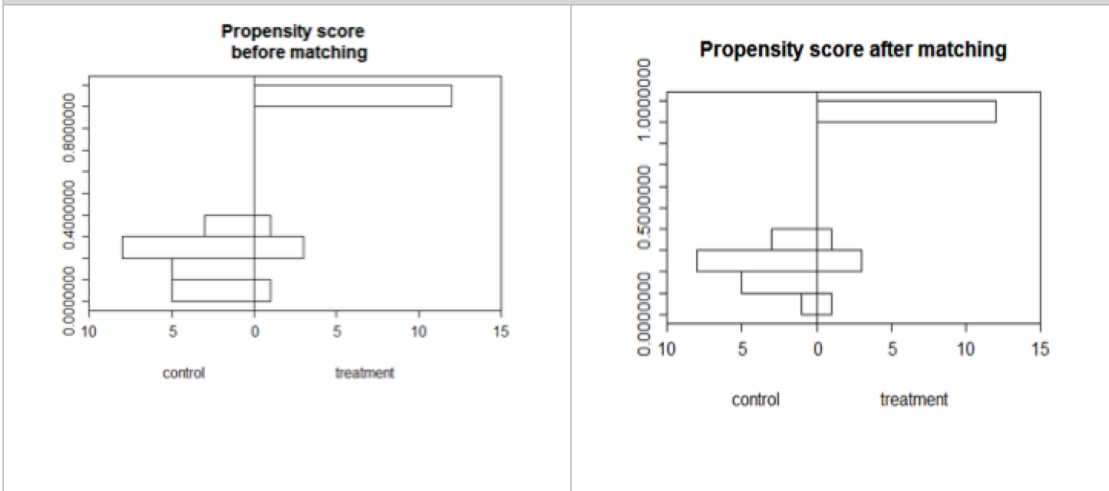 Propensity score
before matching
0.0000000 0.4000000 0.8000000
10 5 0 5 10 15
control treatment
Propensity score after matching
0.0000000 0.5000000 1.0000000
10 5 0 5 10 15
control treatment